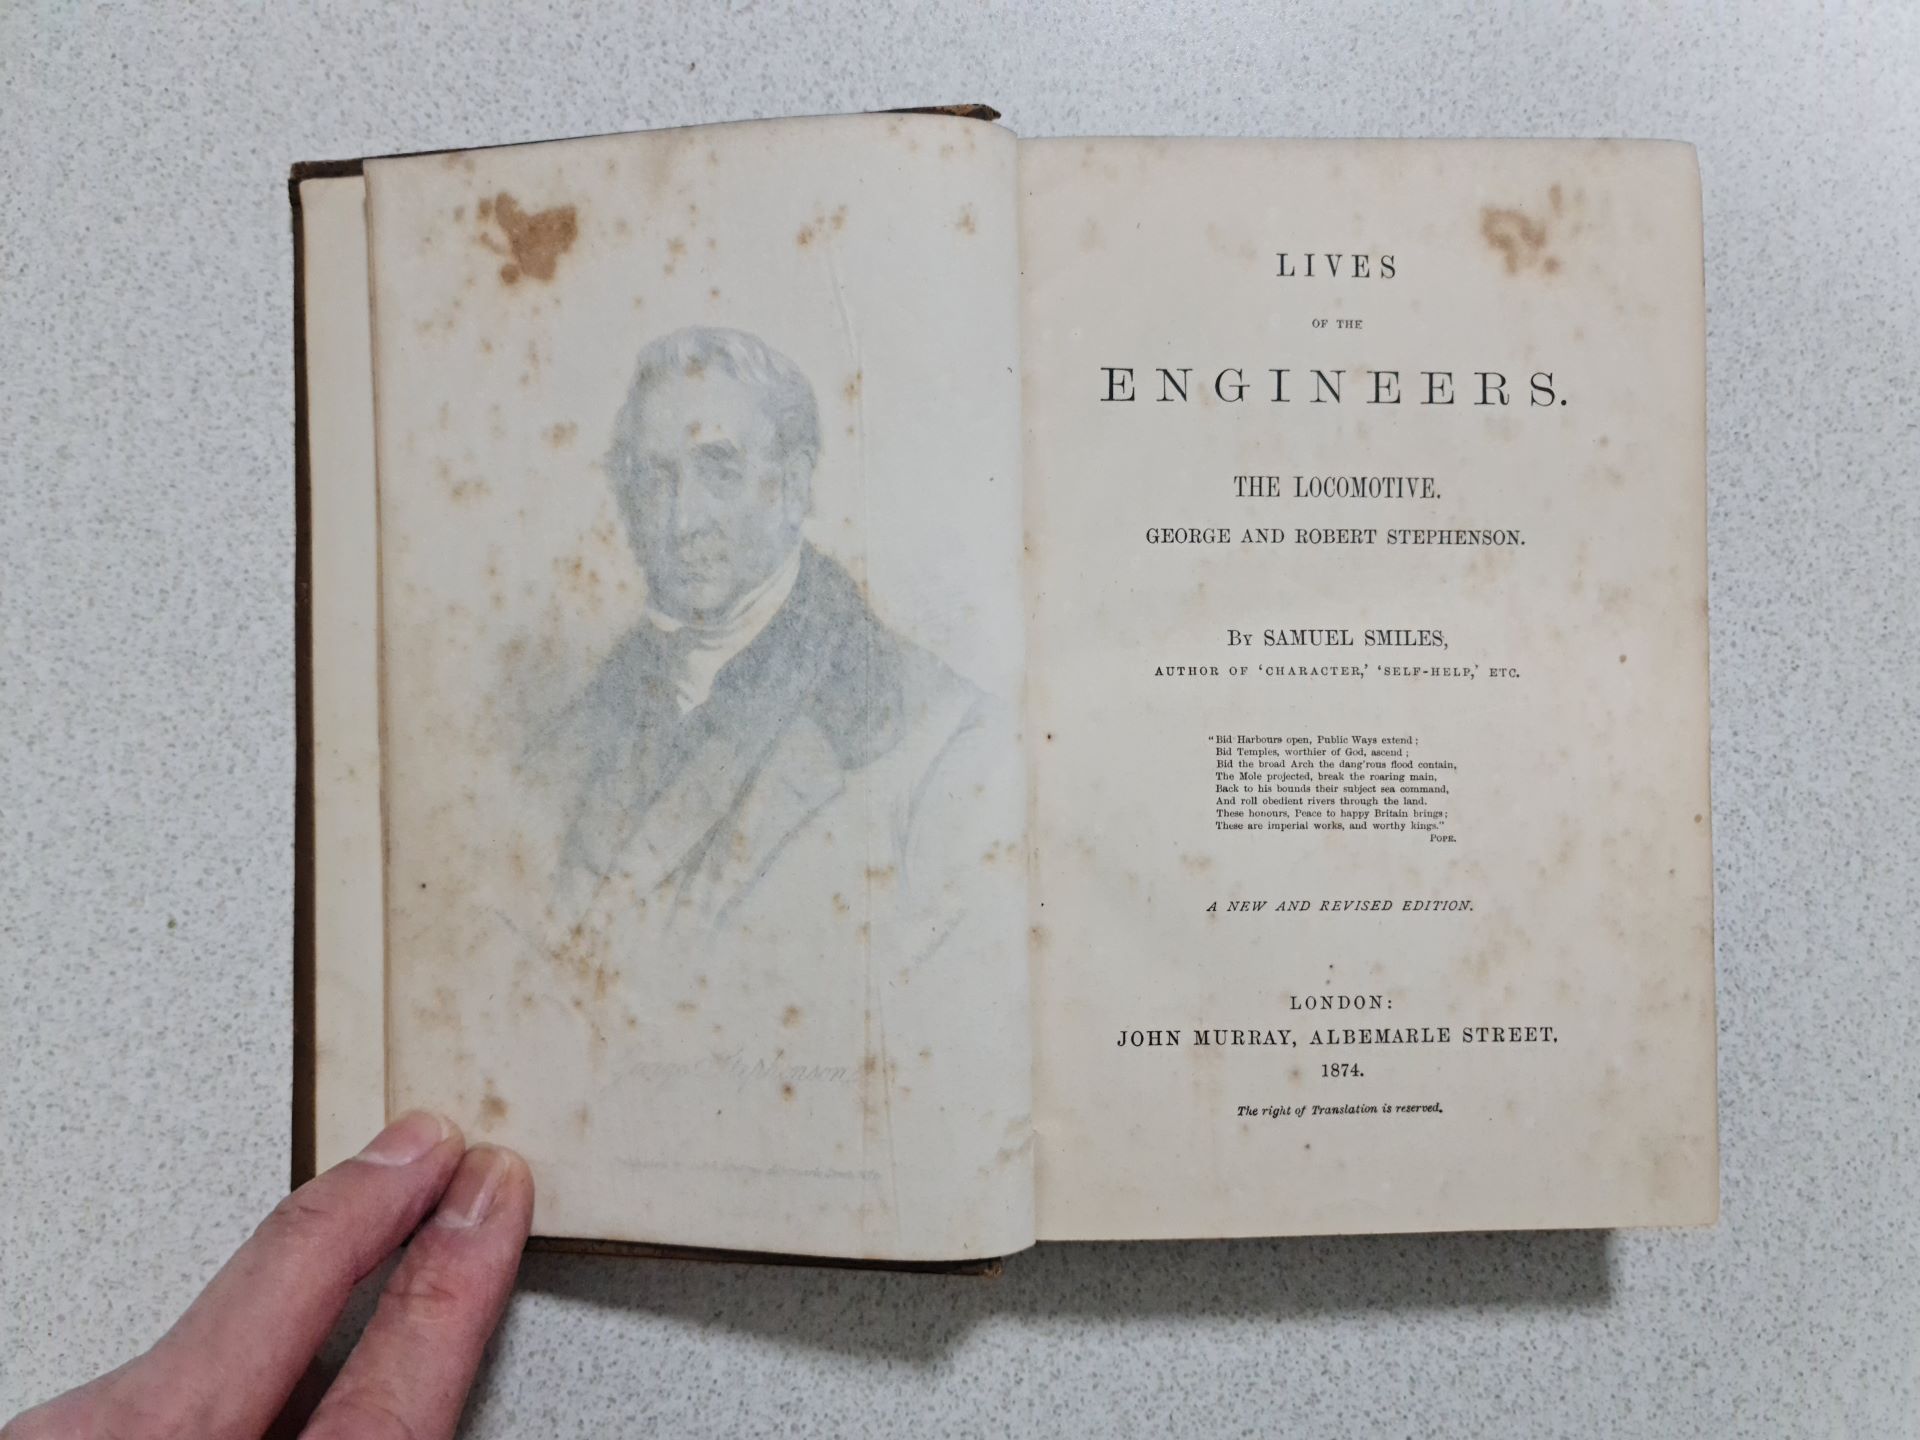 LIVES
OF THE
ENGINEERS.
THE LOCOMOTIVE.
GEORGE AND ROBERT STEPHENSON.
BY SAMUEL SMILES,
AUTHOR OF ‘CHARACTER,’ ‘SELF-HELP,’ ETC.
“Bid Harbours open, Public Ways extend;
Bid Temples, worthier of God, ascend;
Bid the broad Arch the dang’rous flood contain,
The Mole projected, break the roaring main,
Back to his bounds their subject sea command,
And roll obedient rivers through the land.
These honours, Peace to happy Britain brings;
These are imperial works, and worthy kings.”
POPE.
A NEW AND REVISED EDITION.
LONDON:
JOHN MURRAY, ALBEMARLE STREET.
1874.
The right of Translation is reserved.
Stephenson